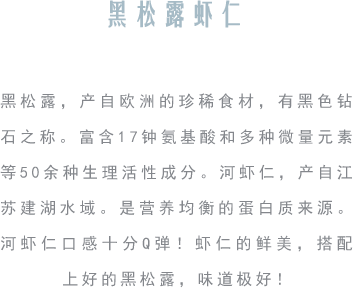 黑松露虾仁
黑松露，产自欧洲的珍稀食材，有黑色钻
石之称。富含17钟氨基酸和多种微量元素
等50余种生理活性成分。河虾仁，产自江
苏建湖水域。是营养均衡的蛋白质来源。
河虾仁口感十分Q弹！虾仁的鲜美，搭配
上好的黑松露，味道极好！